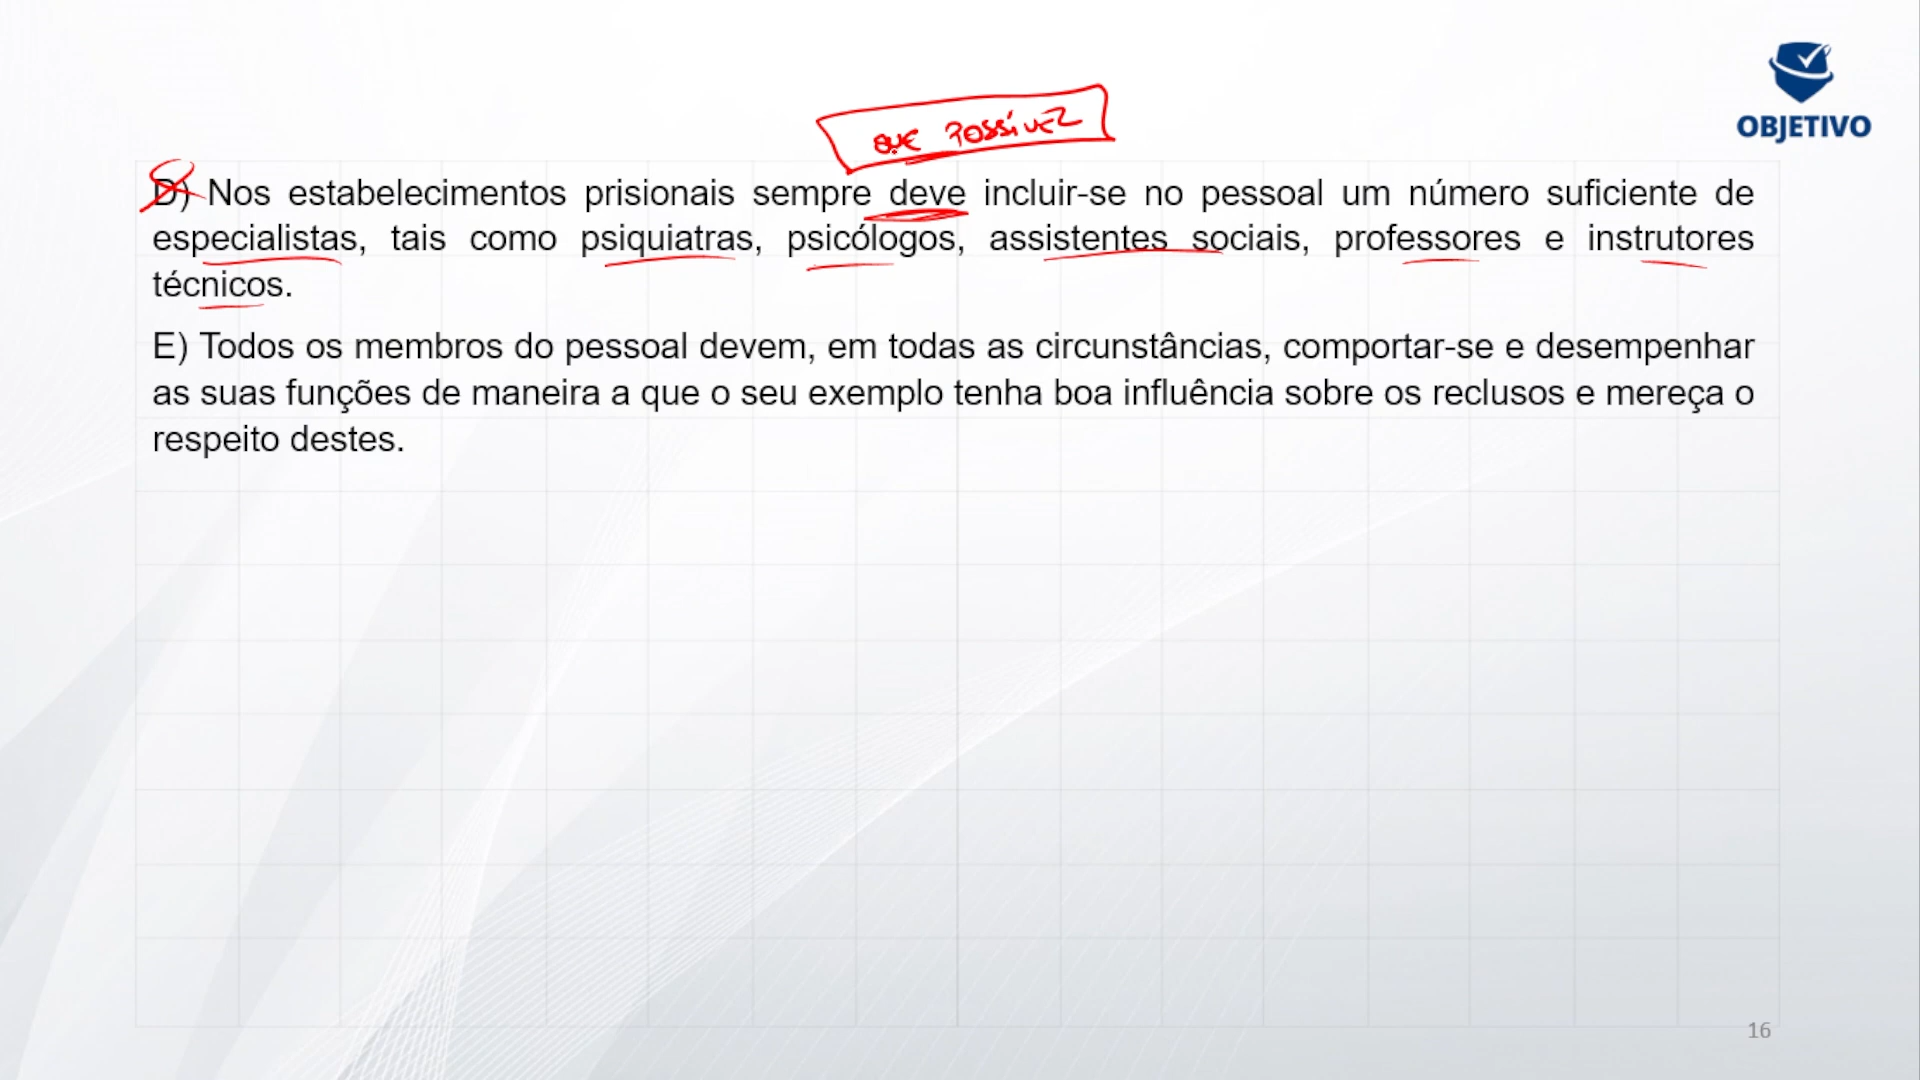 OBJETIVO
QUE POSSÍVEL
D) Nos estabelecimentos prisionais sempre deve incluir-se no pessoal um número suficiente de
especialistas, tais como psiquiatras, psicólogos, assistentes sociais, professores e instrutores
técnicos.
E) Todos os membros do pessoal devem, em todas as circunstâncias, comportar-se e desempenhar
as suas funções de maneira a que o seu exemplo tenha boa influência sobre os reclusos e mereça o
respeito destes.
16